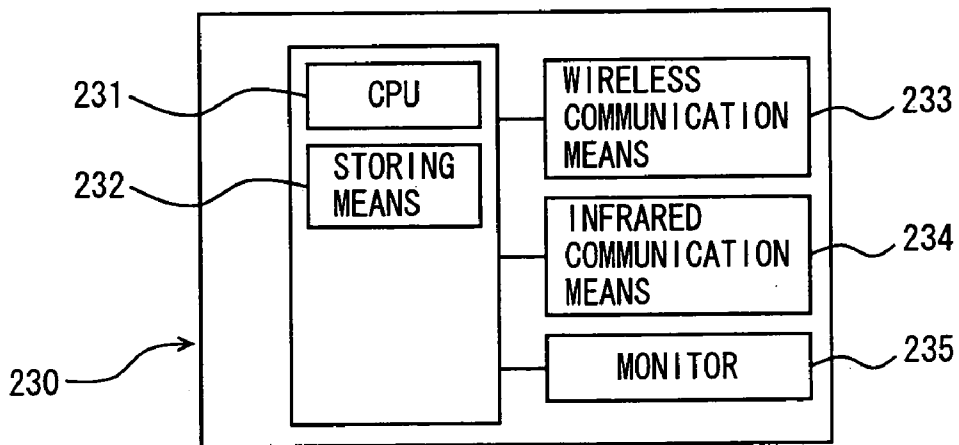 231
CPU
232
STORING
MEANS
WIRELESS
COMMUNICATION
MEANS
233
INFRARED
COMMUNICATION
MEANS
234
MONITOR
235
230